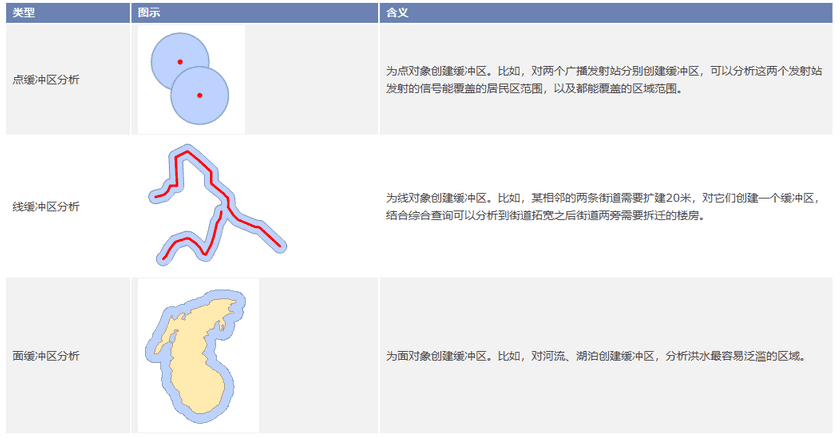 类型
图示
含义
点缓冲区分析
为点对象创建缓冲区。比如，对两个广播发射站分别创建缓冲区，可以分析这两个发射站
发射的信号能覆盖的居民区范围，以及都能覆盖的区域范围。
线缓冲区分析
为线对象创建缓冲区。比如，某相邻的两条街道需要扩建20米，对它们创建一个缓冲区，
结合综合查询可以分析到街道拓宽之后街道两旁需要拆迁的楼房。
面缓冲区分析
为面对象创建缓冲区。比如，对河流、湖泊创建缓冲区，分析洪水最容易泛滥的区域。